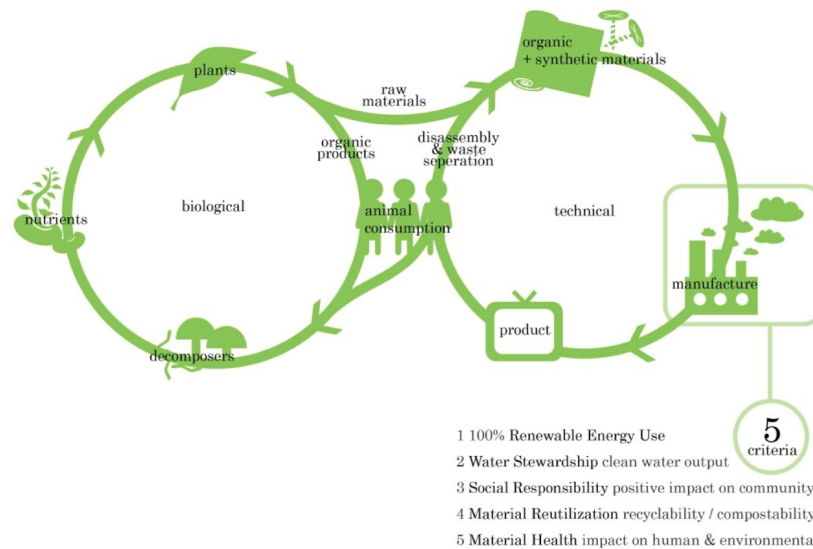 organic
+ synthetic materials
plants
raw
materials
organic
products
disassembly
& waste
seperation
nutrients
biological
animal
consumption
technical
manufacture
product
decomposers
5
criteria
1 100% Renewable Energy Use
2 Water Stewardship clean water output
3 Social Responsibility positive impact on community
4 Material Reutilization recyclability / compostability
5 Material Health impact on human & environmenta